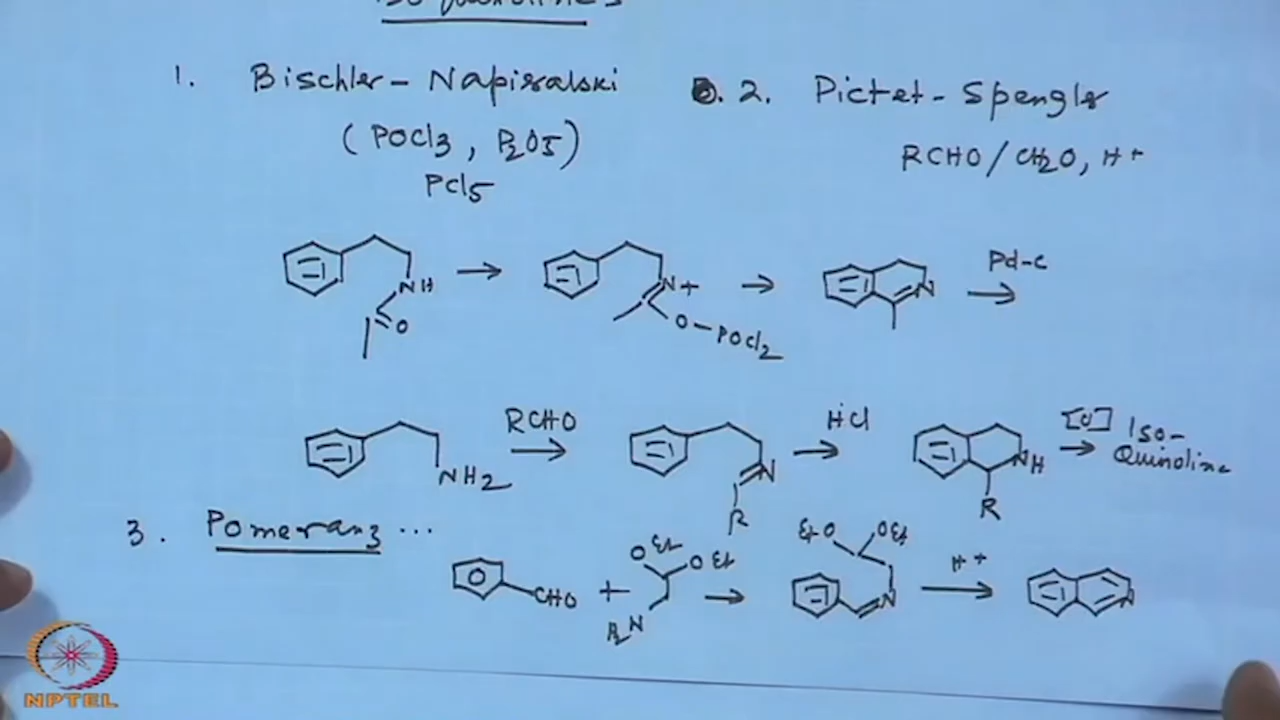 1. Bischler - Napieralski
(POCl3, P2O5)
PCl5
2. Pictet - Spengler
RCHO / CH2O, H+
NH
O
N+
O - POCl2
N
Pd-C
NH2
RCHO
N
R
HCl
NH
R
[O] Iso-
Quinoline
3. Pomeranz ...
CHO
+
OEt
OEt
H2N
EtO
OEt
N
H+
N
NPTEL